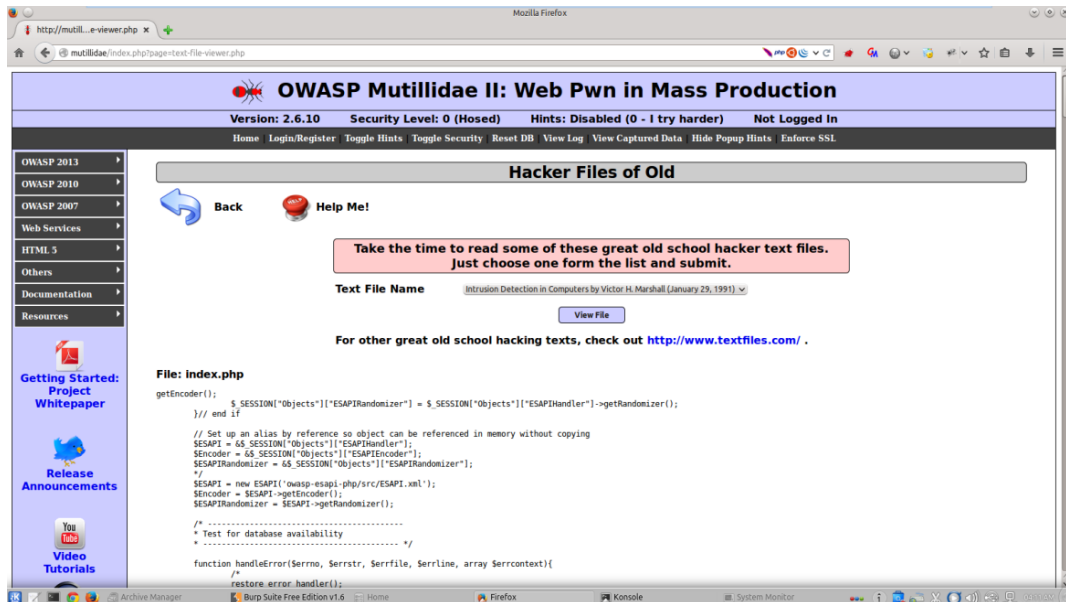 Mozilla Firefox
http://mutill...e-viewer.php
mutillidae/index.php?page=text-file-viewer.php
OWASP Mutillidae II: Web Pwn in Mass Production
Version: 2.6.10 Security Level: 0 (Hosed) Hints: Disabled (0 - I try harder) Not Logged In
Home | Login/Register | Toggle Hints | Toggle Security | Reset DB | View Log | View Captured Data | Hide Popup Hints | Enforce SSL
OWASP 2013
OWASP 2010
OWASP 2007
Web Services
HTML 5
Others
Documentation
Resources
Getting Started:
Project
Whitepaper
Release
Announcements
You
Tube
Video
Tutorials
Hacker Files of Old
Back
HELP
Help Me!
Take the time to read some of these great old school hacker text files.
Just choose one form the list and submit.
Text File Name Intrusion Detection in Computers by Victor H. Marshall (January 29, 1991)
View File
For other great old school hacking texts, check out http://www.textfiles.com/ .
File: index.php
getEncoder();
$_SESSION["Objects"]["ESAPIRandomizer"] = $_SESSION["Objects"]["ESAPIHandler"]->getRandomizer();
}// end if
// Set up an alias by reference so object can be referenced in memory without copying
$ESAPI = &$_SESSION["Objects"]["ESAPIHandler"];
$Encoder = &$_SESSION["Objects"]["ESAPIEncoder"];
$ESAPIRandomizer = &$_SESSION["Objects"]["ESAPIRandomizer"];
*/
$ESAPI = new ESAPI('owasp-esapi-php/src/ESAPI.xml');
$Encoder = $ESAPI->getEncoder();
$ESAPIRandomizer = $ESAPI->getRandomizer();
/* ------------------------------------------
* Test for database availability
* ------------------------------------------ */
function handleError($errno, $errstr, $errfile, $errline, array $errcontext){
/*
restore_error_handler();
Archive Manager
Burp Suite Free Edition v1.6
Home
Firefox
Konsole
System Monitor